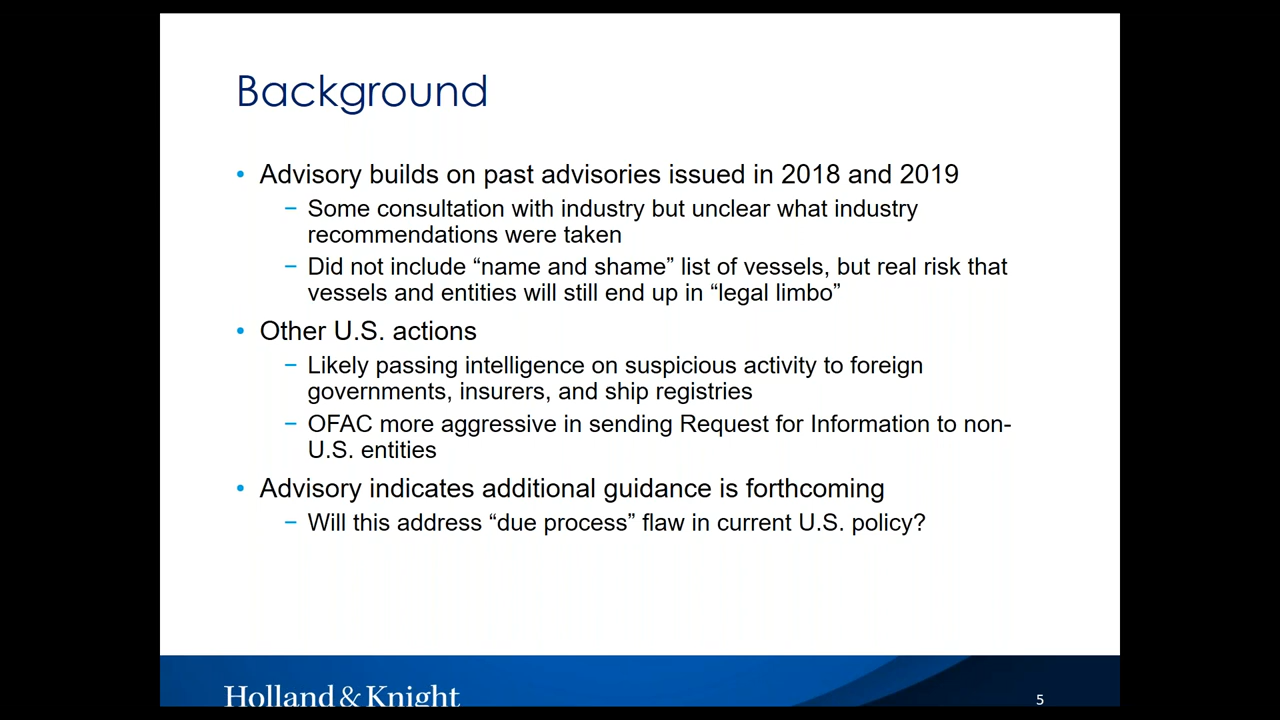 Background
• Advisory builds on past advisories issued in 2018 and 2019
− Some consultation with industry but unclear what industry
recommendations were taken
− Did not include “name and shame” list of vessels, but real risk that
vessels and entities will still end up in “legal limbo”
• Other U.S. actions
− Likely passing intelligence on suspicious activity to foreign
governments, insurers, and ship registries
− OFAC more aggressive in sending Request for Information to non-
U.S. entities
• Advisory indicates additional guidance is forthcoming
− Will this address “due process” flaw in current U.S. policy?
Holland & Knight
5